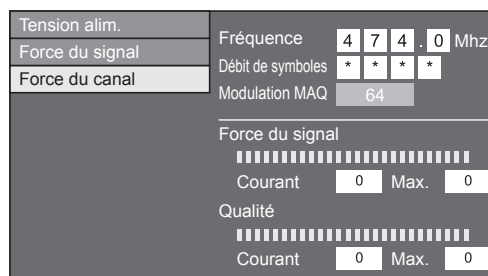 Tension alim.
Force du signal
Force du canal
Fréquence 4 7 4 . 0 Mhz
Débit de symboles * * * *
Modulation MAQ 64
Force du signal
Courant 0 Max. 0
Qualité
Courant 0 Max. 0